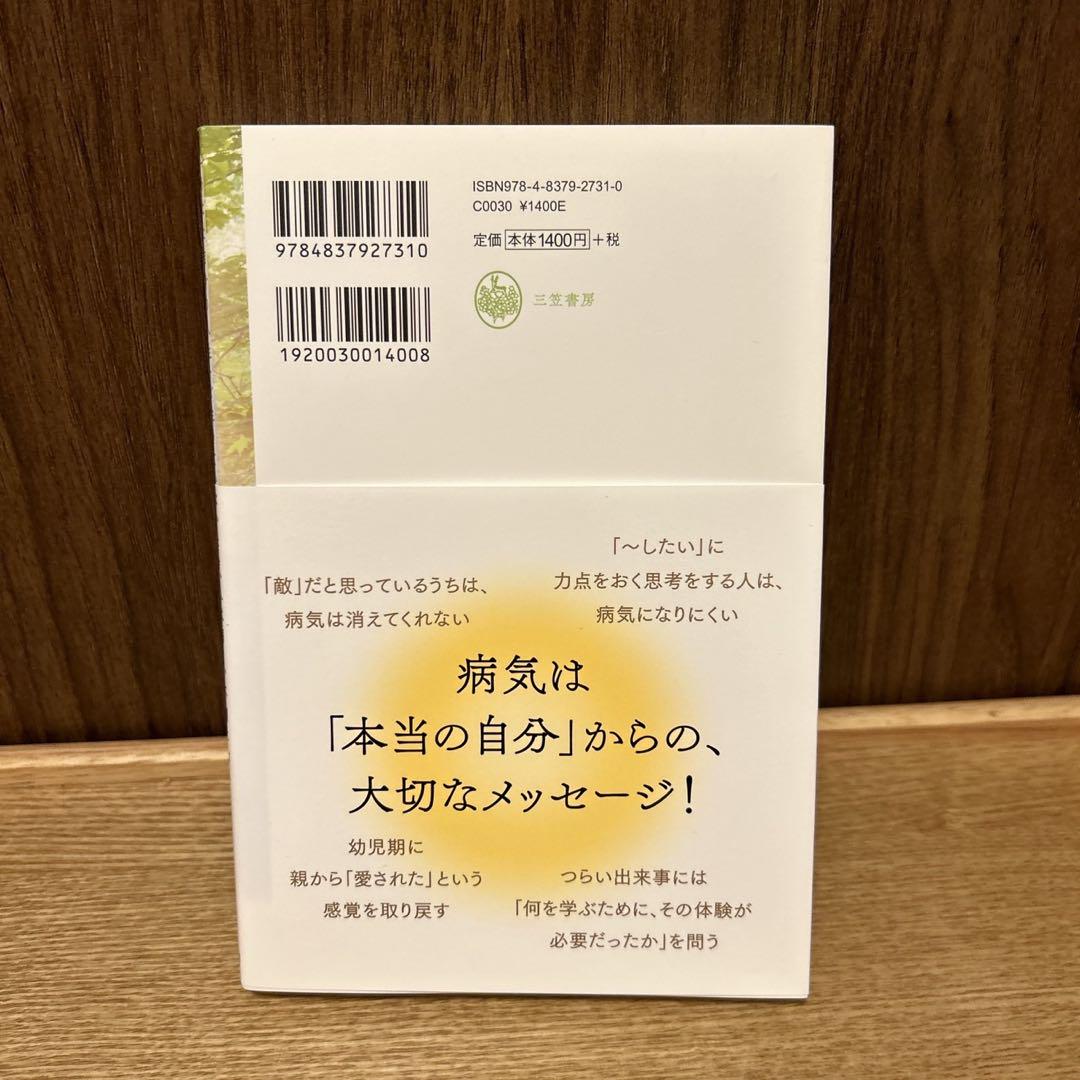 9784837927310
1920030014008
ISBN978-4-8379-2731-0
C0030 ¥1400E
定価 本体1400円+税
三笠書房
「敵」だと思っているうちは、
病気は消えてくれない
「〜したい」に
力点をおく思考をする人は、
病気になりにくい
病気は
「本当の自分」からの、
大切なメッセージ!
幼児期に
親から「愛された」という
感覚を取り戻す
つらい出来事には
「何を学ぶために、その体験が
必要だったか」を問う